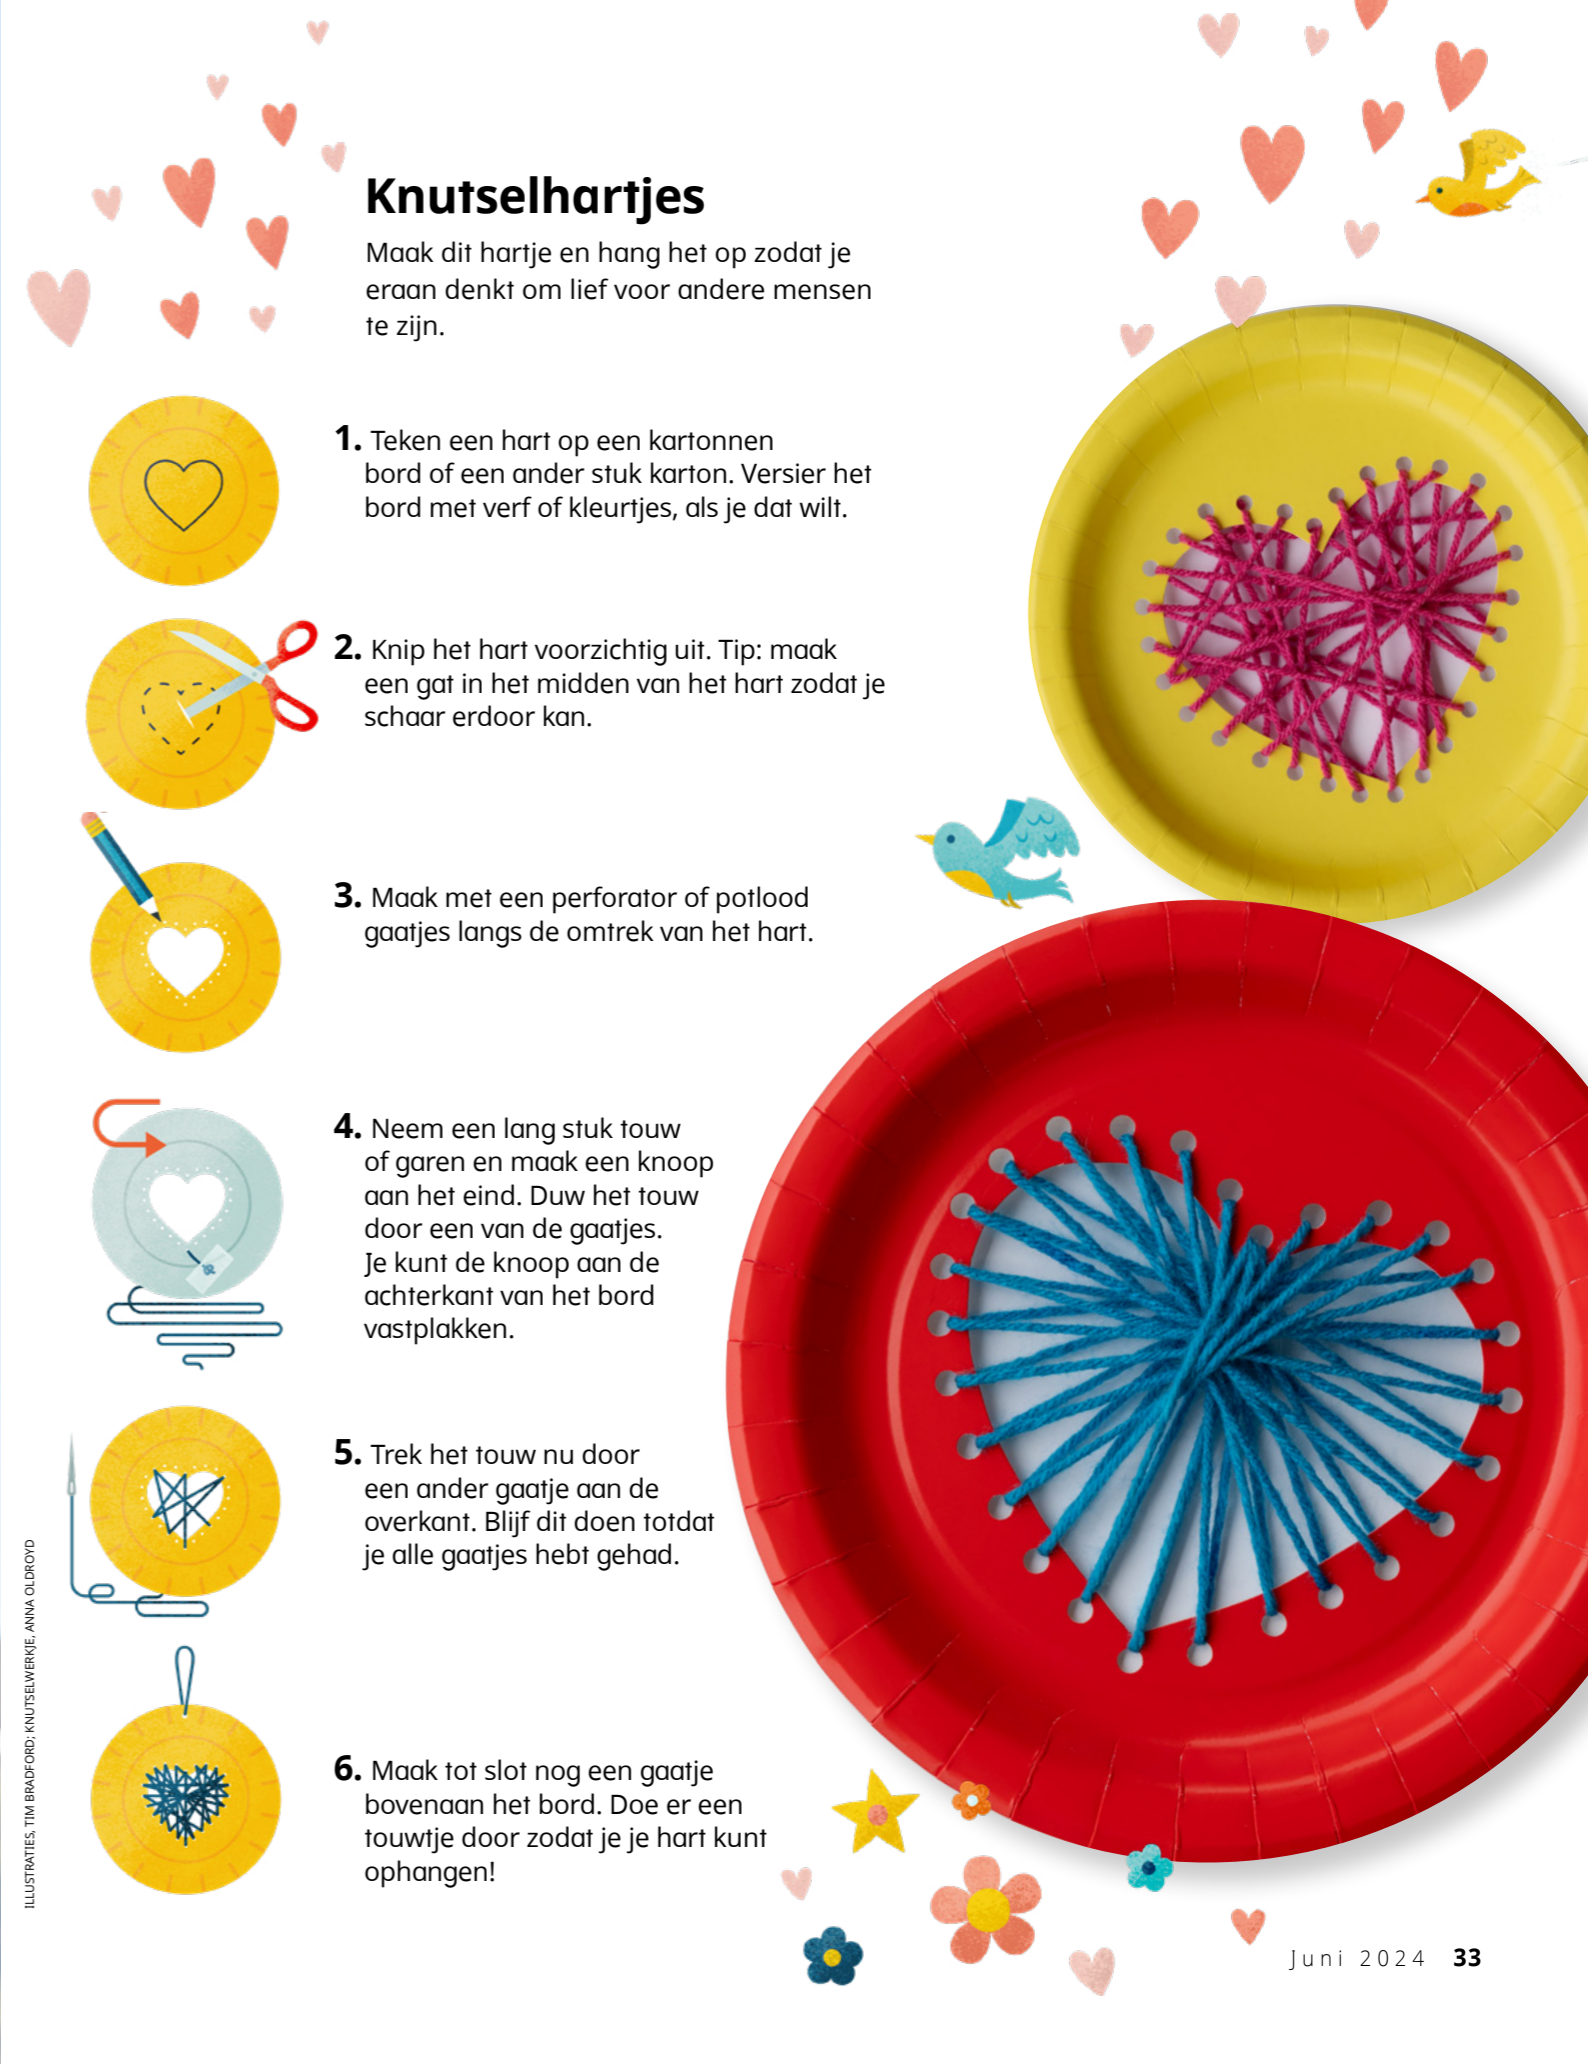 Knutselhartjes
Maak dit hartje en hang het op zodat je
eraan denkt om lief voor andere mensen
te zijn.
1. Teken een hart op een kartonnen
bord of een ander stuk karton. Versier het
bord met verf of kleurtjes, als je dat wilt.
2. Knip het hart voorzichtig uit. Tip: maak
een gat in het midden van het hart zodat je
schaar erdoor kan.
3. Maak met een perforator of potlood
gaatjes langs de omtrek van het hart.
4. Neem een lang stuk touw
of garen en maak een knoop
aan het eind. Duw het touw
door een van de gaatjes.
Je kunt de knoop aan de
achterkant van het bord
vastplakken.
5. Trek het touw nu door
een ander gaatje aan de
overkant. Blijf dit doen totdat
je alle gaatjes hebt gehad.
6. Maak tot slot nog een gaatje
bovenaan het bord. Doe er een
touwtje door zodat je je hart kunt
ophangen!
ILLUSTRATIES, TIM BRADFORD; KNUTSELWERKJE, ANNA OLDROYD
Juni 2024 33